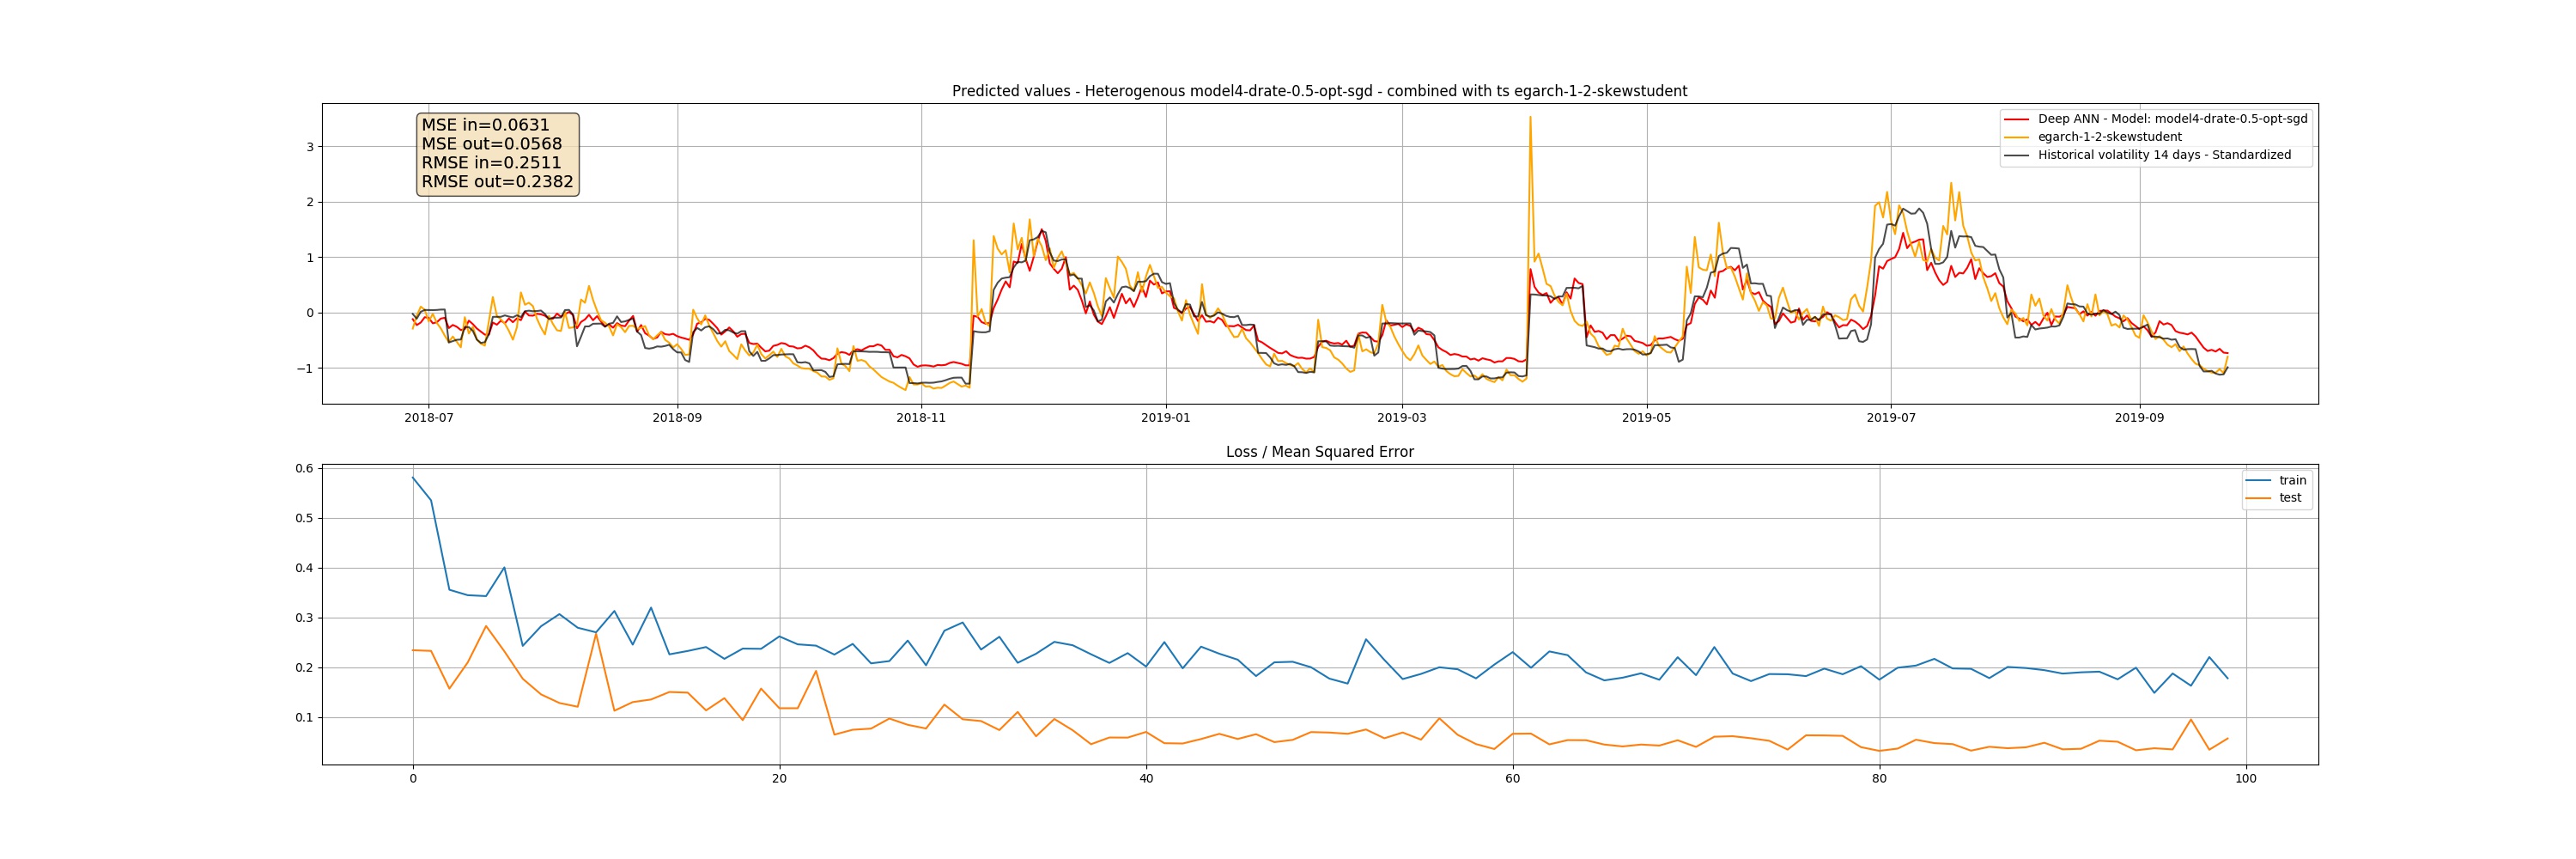 Predicted values - Heterogenous model4-drate-0.5-opt-sgd - combined with ts egarch-1-2-skewstudent
MSE in=0.0631
MSE out=0.0568
RMSE in=0.2511
RMSE out=0.2382
Deep ANN - Model: model4-drate-0.5-opt-sgd
egarch-1-2-skewstudent
Historical volatility 14 days - Standardized
3
2
1
0
−1
2018-07 2018-09 2018-11 2019-01 2019-03 2019-05 2019-07 2019-09
Loss / Mean Squared Error
train
test
0.6
0.5
0.4
0.3
0.2
0.1
0 20 40 60 80 100